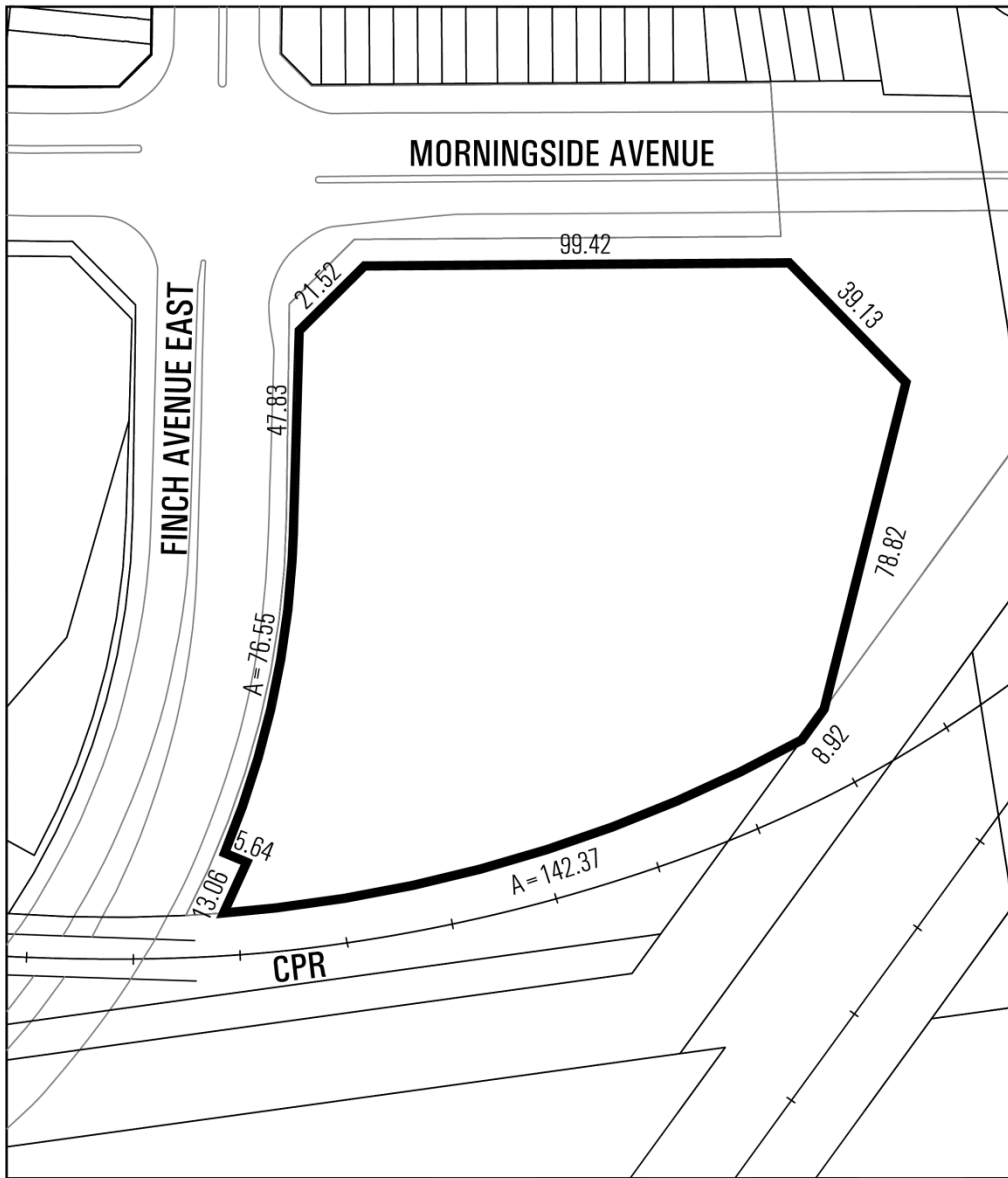 MORNINGSIDE AVENUE
99.42
21.52
39.13
FINCH AVENUE EAST
47.83
78.82
A = 76.55
8.92
5.64
A = 142.37
13.06
CPR